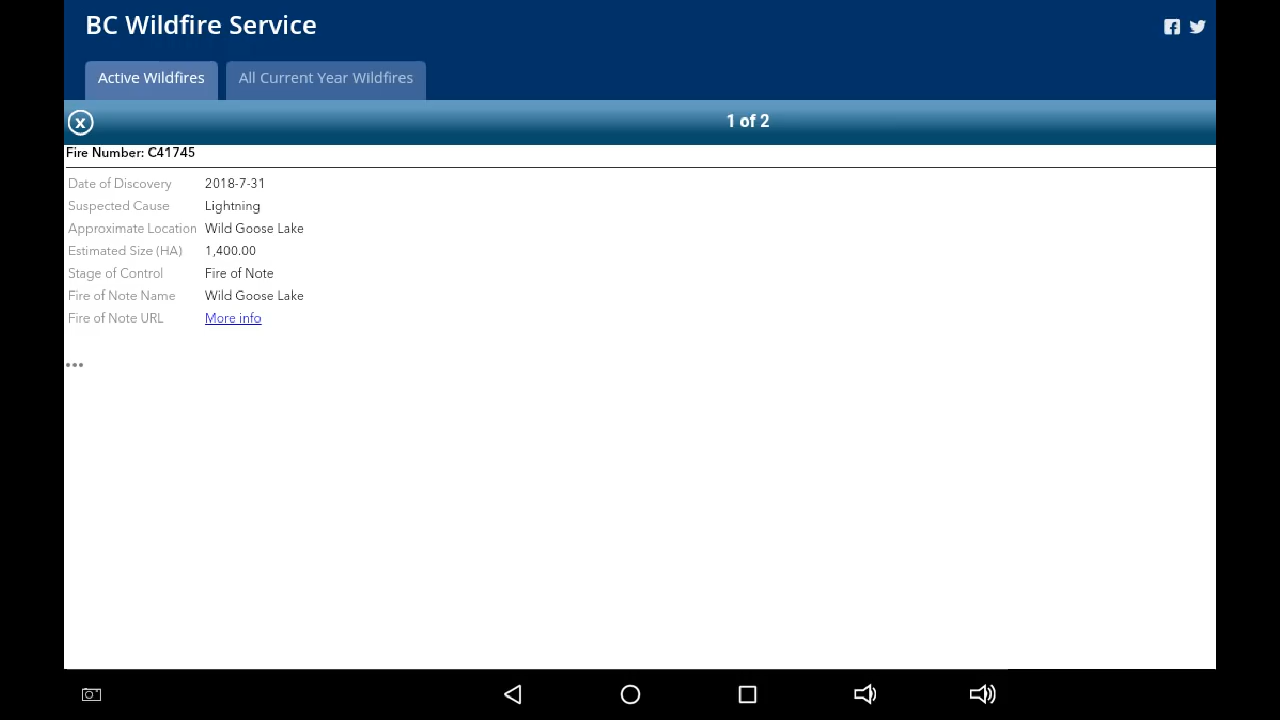 BC Wildfire Service
Active Wildfires
All Current Year Wildfires
x
1 of 2
Fire Number: C41745
Date of Discovery 2018-7-31
Suspected Cause Lightning
Approximate Location Wild Goose Lake
Estimated Size (HA) 1,400.00
Stage of Control Fire of Note
Fire of Note Name Wild Goose Lake
Fire of Note URL More info
•••